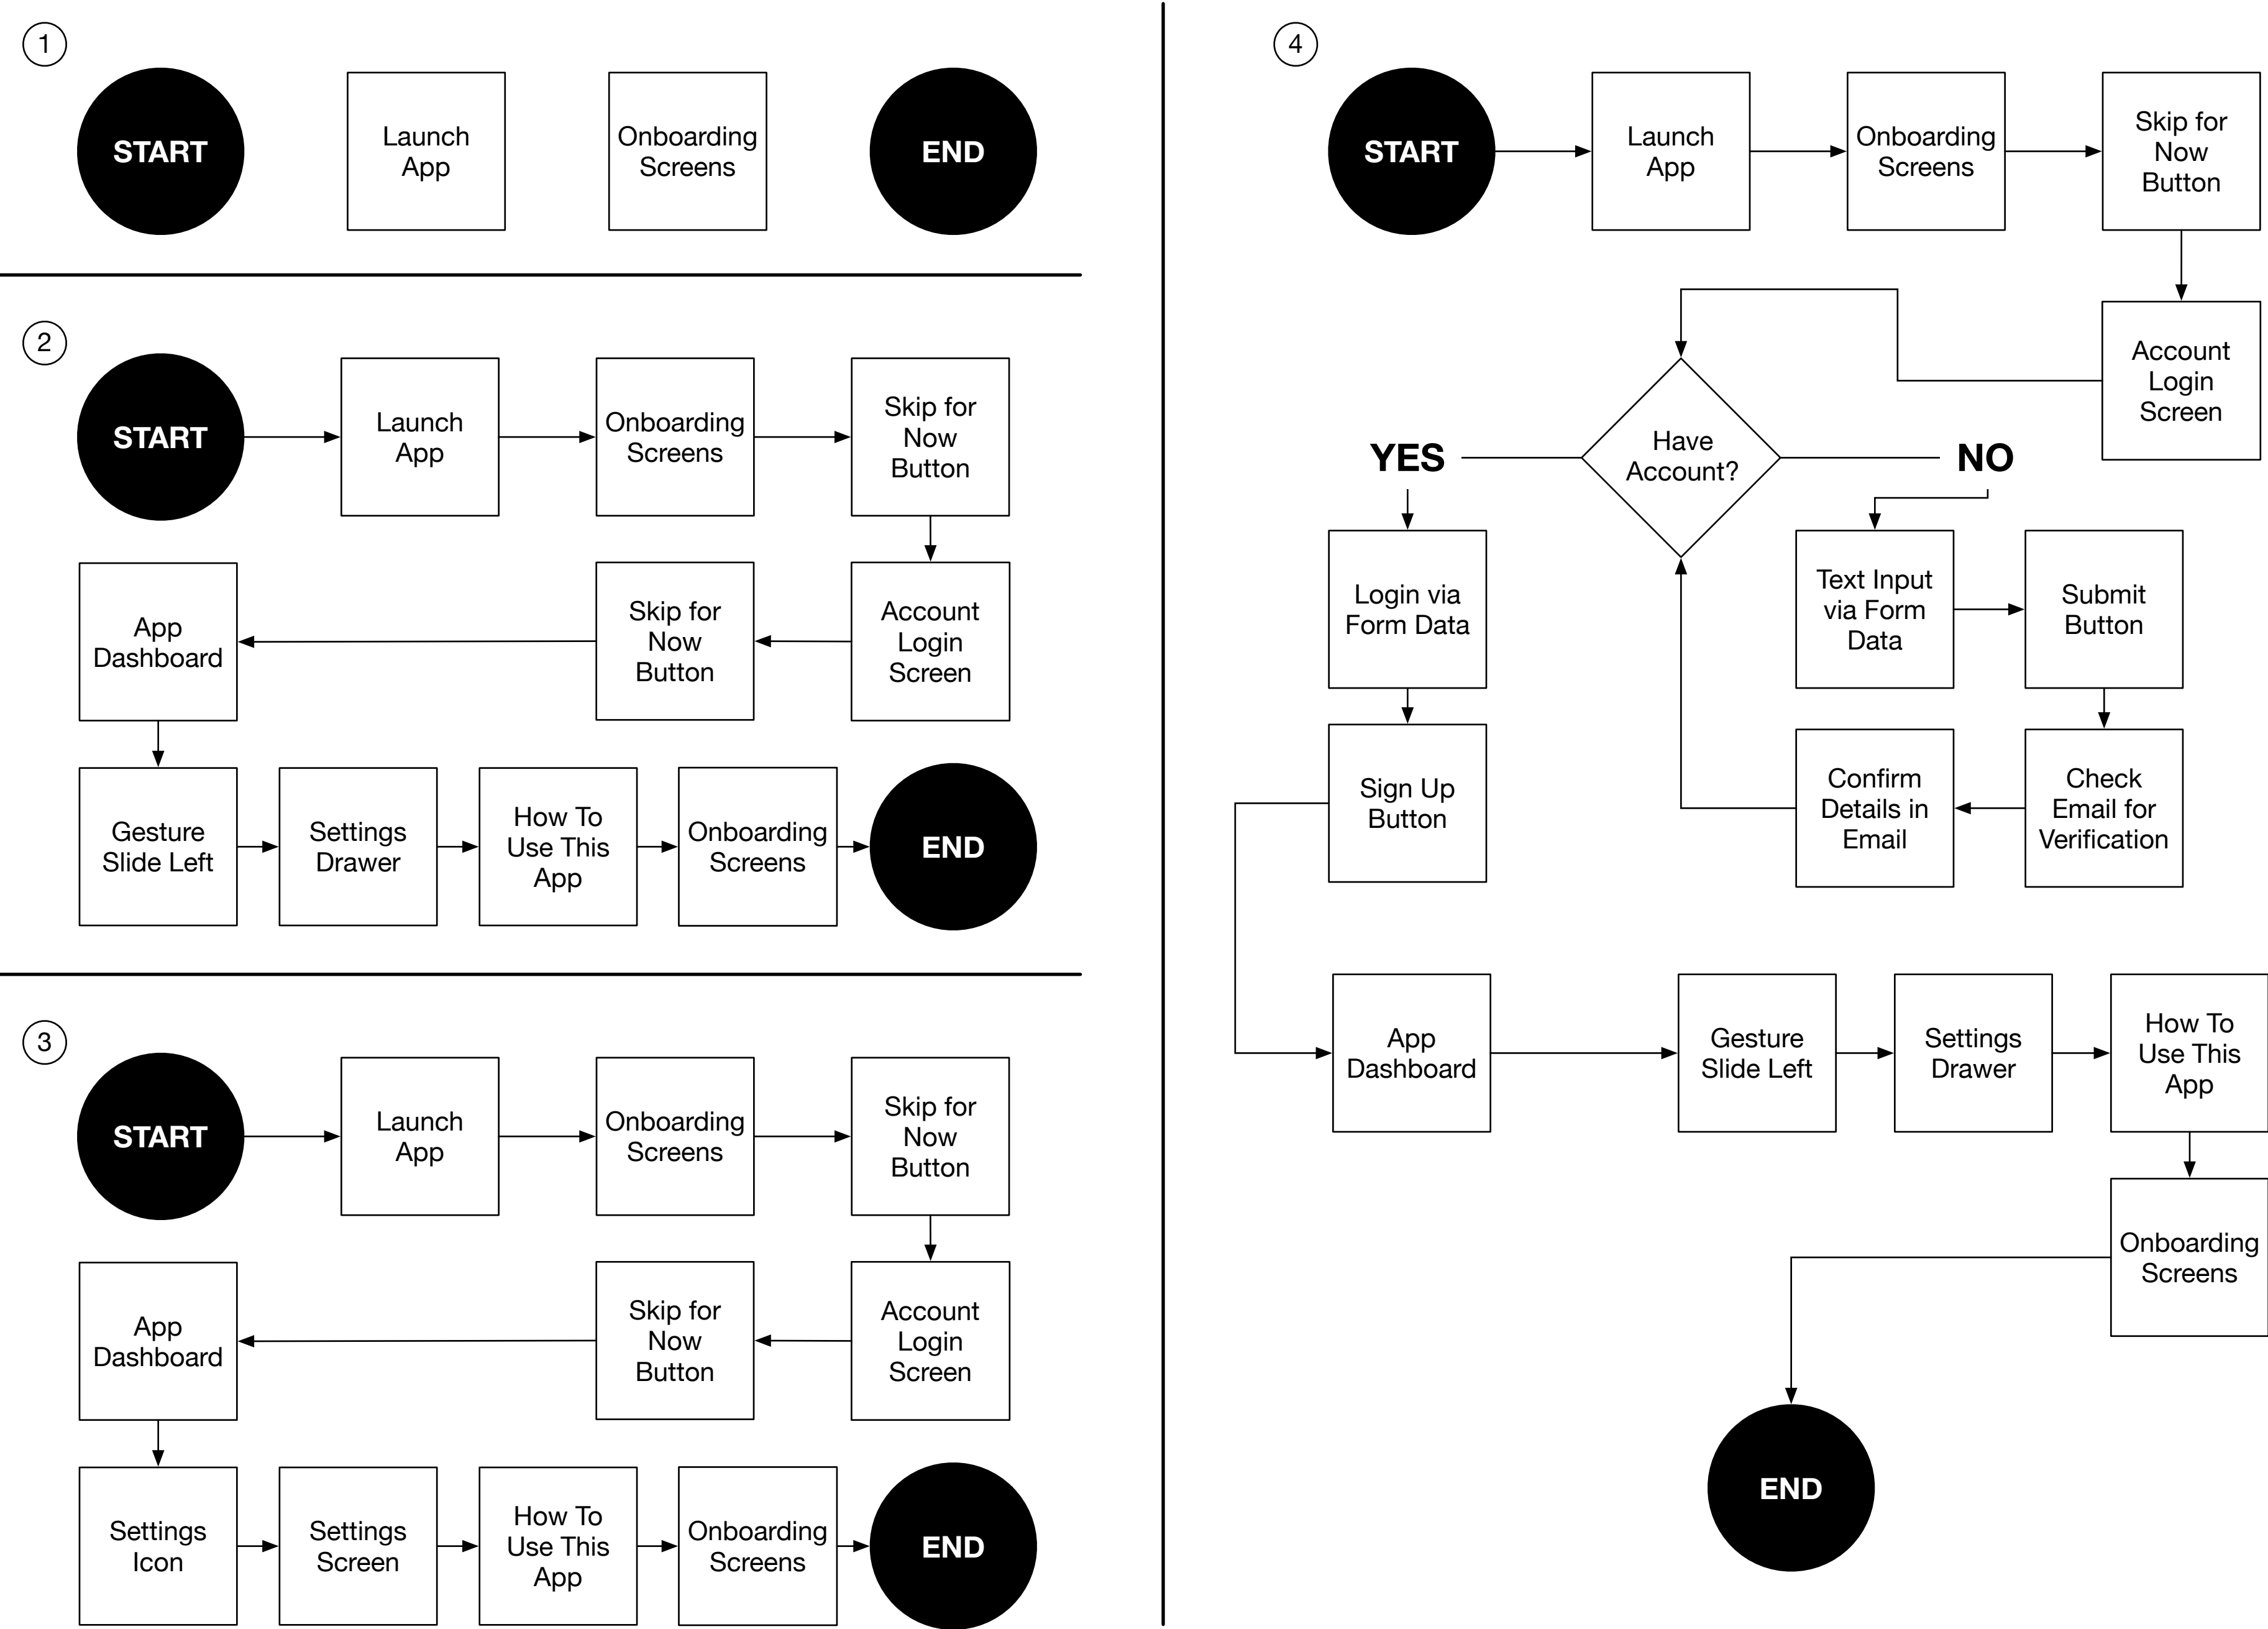 1
START
Launch
App
Onboarding
Screens
END
2
START
Launch
App
Onboarding
Screens
Skip for
Now
Button
Account
Login
Screen
Skip for
Now
Button
App
Dashboard
Gesture
Slide Left
Settings
Drawer
How To
Use This
App
Onboarding
Screens
END
3
START
Launch
App
Onboarding
Screens
Skip for
Now
Button
Account
Login
Screen
Skip for
Now
Button
App
Dashboard
Settings
Icon
Settings
Screen
How To
Use This
App
Onboarding
Screens
END
4
START
Launch
App
Onboarding
Screens
Skip for
Now
Button
Account
Login
Screen
Have
Account?
YES
NO
Login via
Form Data
Sign Up
Button
Text Input
via Form
Data
Submit
Button
Check
Email for
Verification
Confirm
Details in
Email
App
Dashboard
Gesture
Slide Left
Settings
Drawer
How To
Use This
App
Onboarding
Screens
END